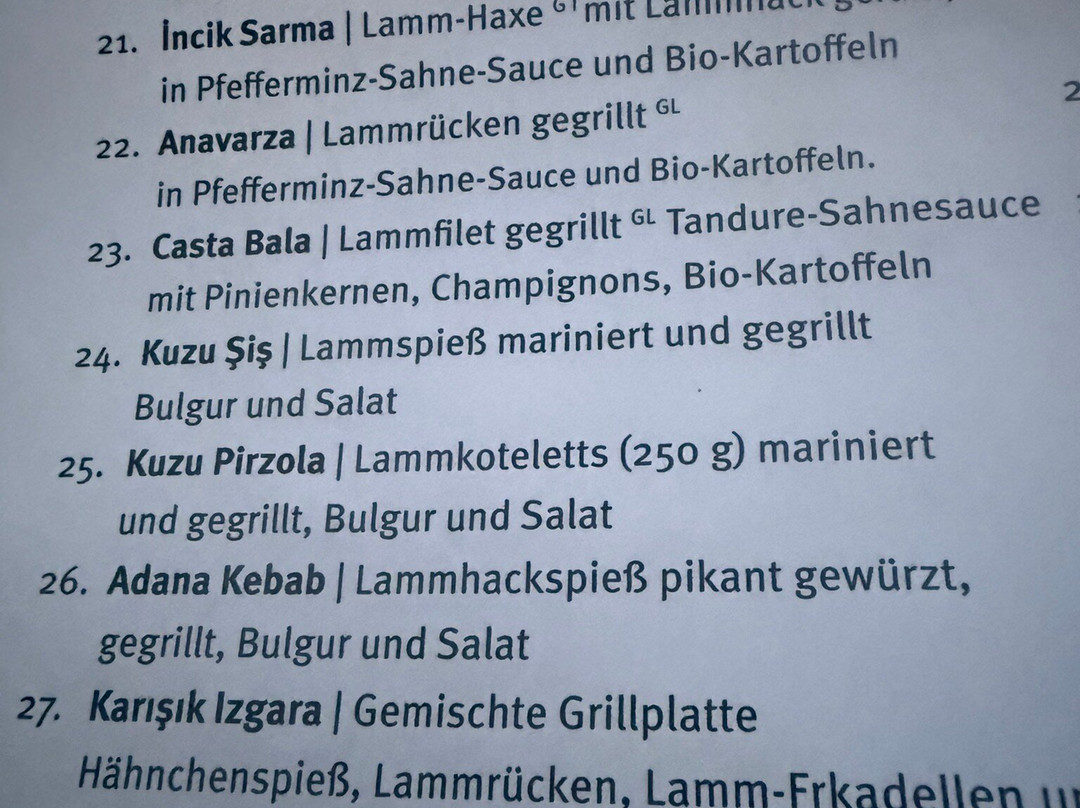 21. İncik Sarma | Lamm-Haxe mit
in Pfefferminz-Sahne-Sauce und Bio-Kartoffeln
22. Anavarza | Lammrücken gegrillt GL
in Pfefferminz-Sahne-Sauce und Bio-Kartoffeln.
23. Casta Bala | Lammfilet gegrillt GL Tandure-Sahnesauce
mit Pinienkernen, Champignons, Bio-Kartoffeln
24. Kuzu Şiş | Lammspieß mariniert und gegrillt
Bulgur und Salat
25. Kuzu Pirzola | Lammkoteletts (250 g) mariniert
und gegrillt, Bulgur und Salat
26. Adana Kebab | Lammhackspieß pikant gewürzt,
gegrillt, Bulgur und Salat
27. Karışık Izgara | Gemischte Grillplatte
Hähnchenspieß, Lammrücken, Lamm-Frkadellen